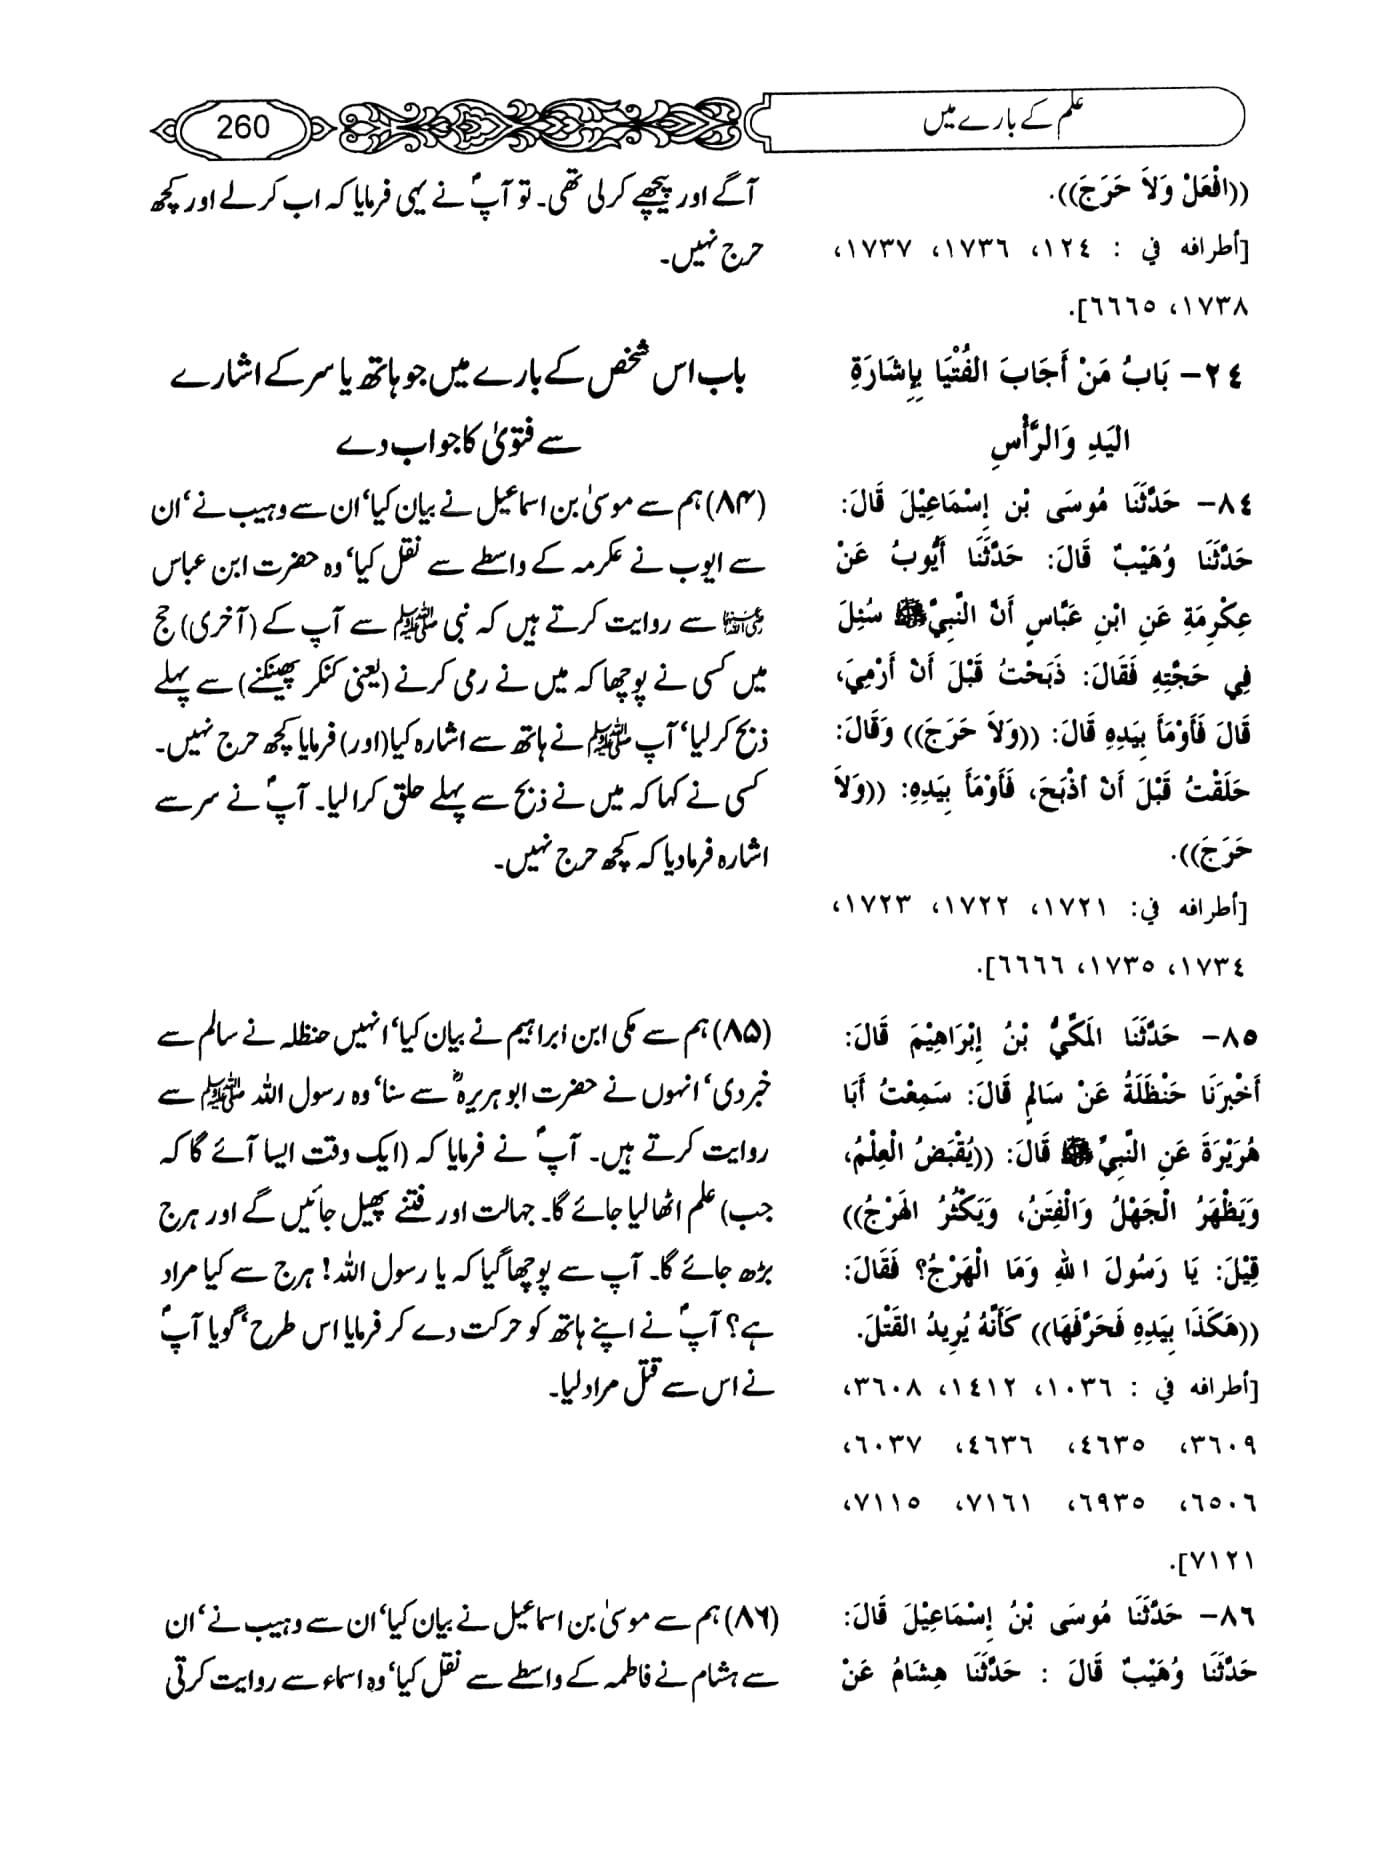 علم کے بارے میں
260
((افْعَلْ وَلاَ حَرَجَ)).
[أطرافه في : ١٢٤، ١٧٣٦، ١٧٣٧،
١٧٣٨، ٦٦٦٥].
٢٤- بَابُ مَنْ أَجَابَ الفُتْيَا بِإِشَارَةِ
اليَدِ وَالرَّأْسِ
٨٤- حَدَّثَنَا مُوسَى بْن إِسْمَاعِيْلَ قَالَ:
حَدَّثَنَا وُهَيْبٌ قَالَ: حَدَّثَنَا أَيُّوبُ عَنْ
عِكْرِمَةِ عَنِ ابْنِ عَبَّاسٍ أَنَّ النَّبِيَّ ﷺ سُئِلَ
فِي حَجَّتِهِ فَقَالَ: ذَبَحْتُ قَبْلَ أَنْ أَرْمِيَ،
قَالَ فَأَوْمَأَ بِيَدِهِ قَالَ: ((وَلاَ حَرَجَ)) وَقَالَ:
حَلَقْتُ قَبْلَ أَنْ أَذْبَحَ، فَأَوْمَأَ بِيَدِهِ: ((وَلاَ
حَرَجَ)).
[أطرافه في: ١٧٢١، ١٧٢٢، ١٧٢٣،
١٧٣٤، ١٧٣٥، ٦٦٦٦].
٨٥- حَدَّثَنَا المَكِّيُّ بْنُ إِبْرَاهِيْمَ قَالَ:
أَخْبَرَنَا حَنْظَلَةُ عَنْ سَالِمٍ قَالَ: سَمِعْتُ أَبَا
هُرَيْرَةَ عَنِ النَّبِيِّ ﷺ قَالَ: ((يُقْبَضُ الْعِلْمُ،
وَيَظْهَرُ الْجَهْلُ وَالْفِتَنُ، وَيَكْثُرُ الهَرْجُ))
قِيْلَ: يَا رَسُولَ اللهِ وَمَا الْهَرْجُ؟ فَقَالَ:
((هَكَذَا بِيَدِهِ فَحَرَّفَهَا)) كَأَنَّهُ يُرِيدُ القَتْلَ.
[أطرافه في : ١٠٣٦، ١٤١٢، ٣٦٠٨،
٣٦٠٩، ٤٦٣٥، ٤٦٣٦، ٦٠٣٧،
٦٥٠٦، ٦٩٣٥، ٧١٦١، ٧١١٥،
٧١٢١].
٨٦- حَدَّثَنَا مُوسَى بْنُ إِسْمَاعِيْلَ قَالَ:
حَدَّثَنَا وُهَيْبٌ قَالَ : حَدَّثَنَا هِشَامُ عَنْ
آگے اور پیچھے کر لی تھی۔ تو آپؐ نے یہی فرمایا کہ اب کر لے اور کچھ
حرج نہیں۔
باب اس شخص کے بارے میں جو ہاتھ یا سر کے اشارے
سے فتویٰ کا جواب دے
(۸۴) ہم سے موسیٰ بن اسماعیل نے بیان کیا‘ ان سے وہیب نے‘ ان
سے ایوب نے عکرمہ کے واسطے سے نقل کیا‘ وہ حضرت ابن عباس
رضی اللہ عنہما سے روایت کرتے ہیں کہ نبی ﷺ سے آپ کے (آخری) حج
میں کسی نے پوچھا کہ میں نے رمی کرنے (یعنی کنکر پھینکنے) سے پہلے
ذبح کر لیا‘ آپ ﷺ نے ہاتھ سے اشارہ کیا (اور) فرمایا کچھ حرج نہیں۔
کسی نے کہا کہ میں نے ذبح سے پہلے حلق کرا لیا۔ آپؐ نے سر سے
اشارہ فرما دیا کہ کچھ حرج نہیں۔
(۸۵) ہم سے مکی ابن ابراہیم نے بیان کیا‘ انہیں حنظلہ نے سالم سے
خبر دی‘ انہوں نے حضرت ابو ہریرہؓ سے سنا‘ وہ رسول اللہ ﷺ سے
روایت کرتے ہیں۔ آپؐ نے فرمایا کہ (ایک وقت ایسا آئے گا کہ
جب) علم اٹھا لیا جائے گا۔ جہالت اور فتنے پھیل جائیں گے اور ہرج
بڑھ جائے گا۔ آپ سے پوچھا گیا کہ یا رسول اللہ! ہرج سے کیا مراد
ہے؟ آپؐ نے اپنے ہاتھ کو حرکت دے کر فرمایا اس طرح‘ گویا آپؐ
نے اس سے قتل مراد لیا۔
(۸۶) ہم سے موسیٰ بن اسماعیل نے بیان کیا‘ ان سے وہیب نے‘ ان
سے ہشام نے فاطمہ کے واسطے سے نقل کیا‘ وہ اسماء سے روایت کرتی